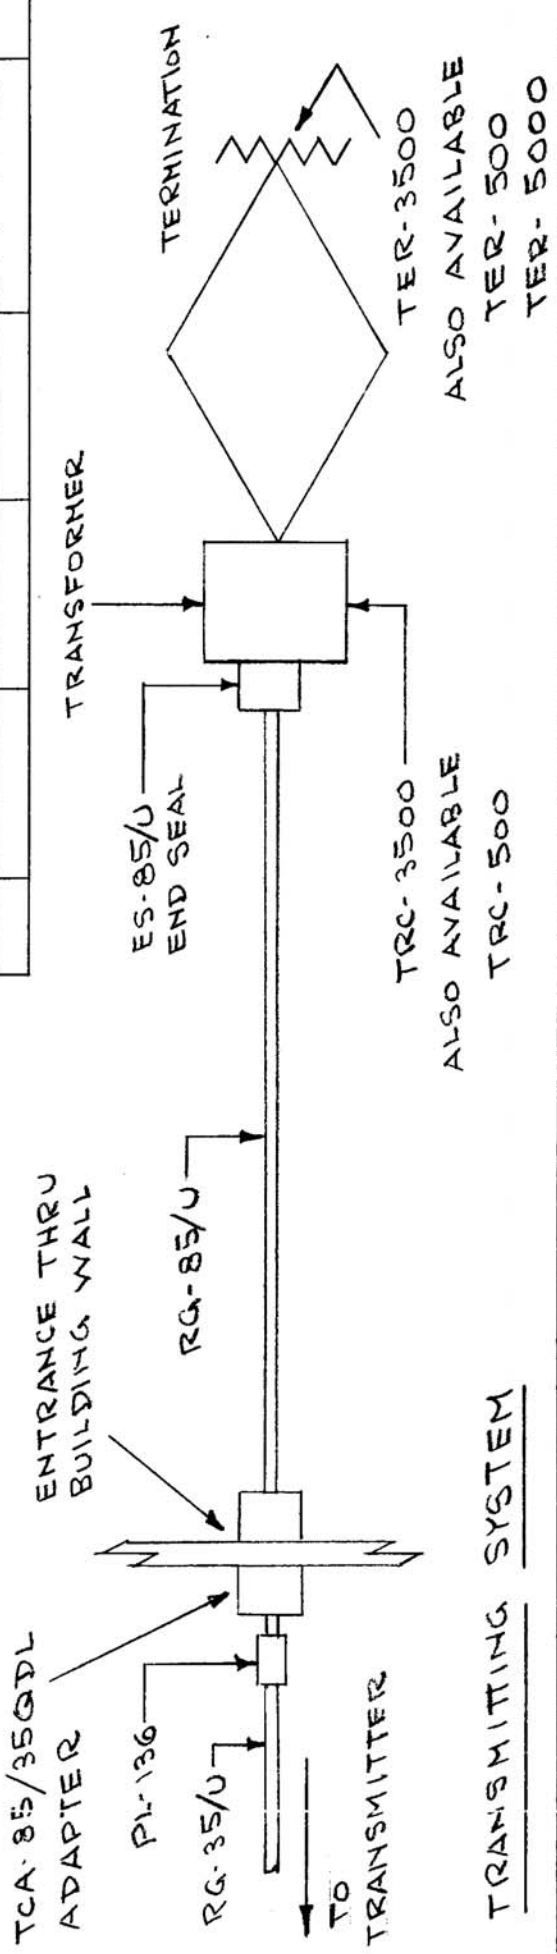 TCA-85/35QDL
ADAPTER
PL-136
RG-35/U
TO
TRANSMITTER
ENTRANCE THRU
BUILDING WALL
RG-85/U
ES-85/U
END SEAL
TRANSFORMER
TRC-3500
ALSO AVAILABLE
TRC-500
TERMINATION
TER-3500
ALSO AVAILABLE
TER-500
TER-5000
TRANSMITTING SYSTEM